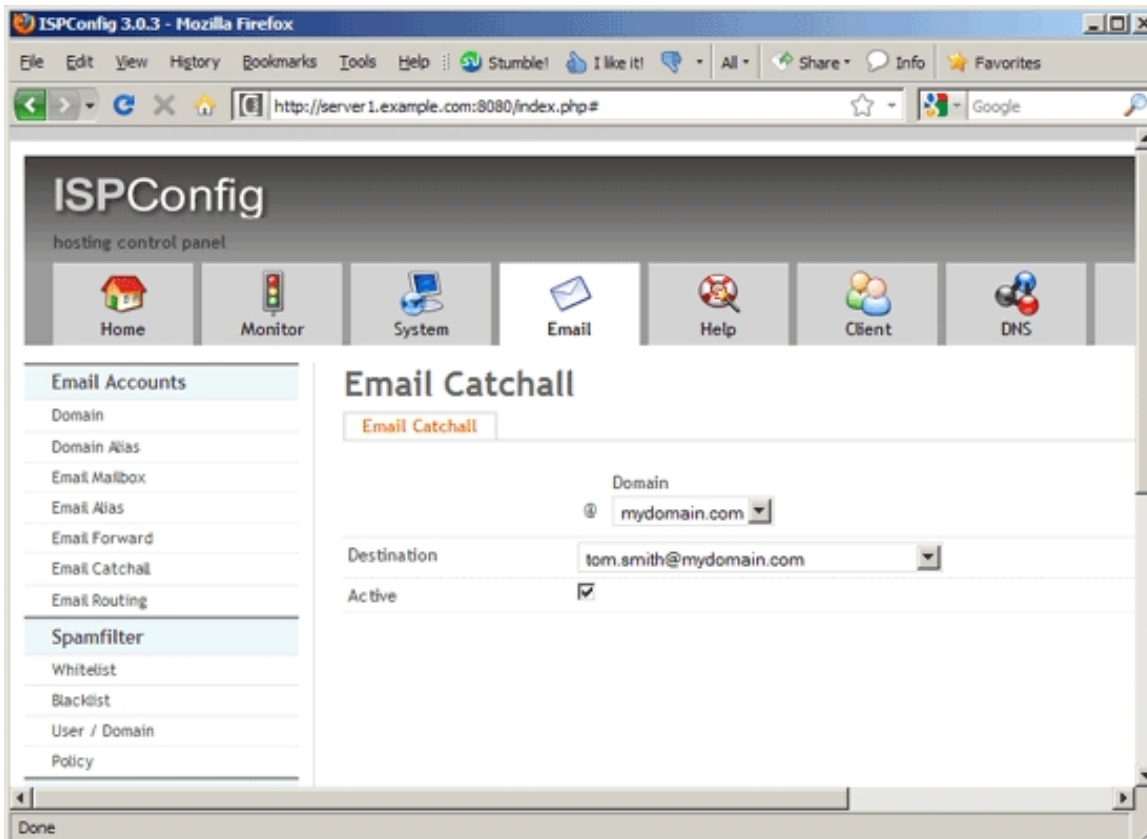 ISPConfig 3.0.3 - Mozilla Firefox
File Edit View History Bookmarks Tools Help Stumble! I like it! All Share Info Favorites
http://server1.example.com:8080/index.php# Google
ISPConfig
hosting control panel
Home Monitor System Email Help Client DNS
Email Accounts
Domain
Domain Alias
Email Mailbox
Email Alias
Email Forward
Email Catchall
Email Routing
Spamfilter
Whitelist
Blacklist
User / Domain
Policy
Email Catchall
Email Catchall
Domain
@ mydomain.com
Destination tom.smith@mydomain.com
Active
Done